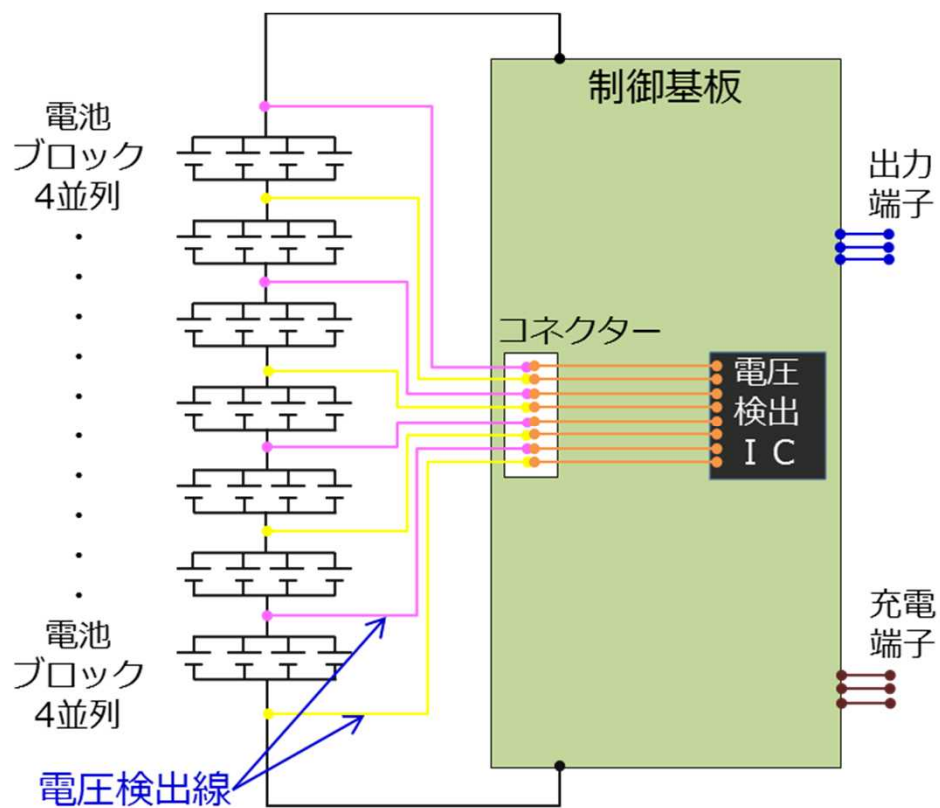 制御基板
電池
ブロック
4並列
出力
端子
コネクター
電圧
検出
ＩＣ
充電
端子
電池
ブロック
4並列
電圧検出線